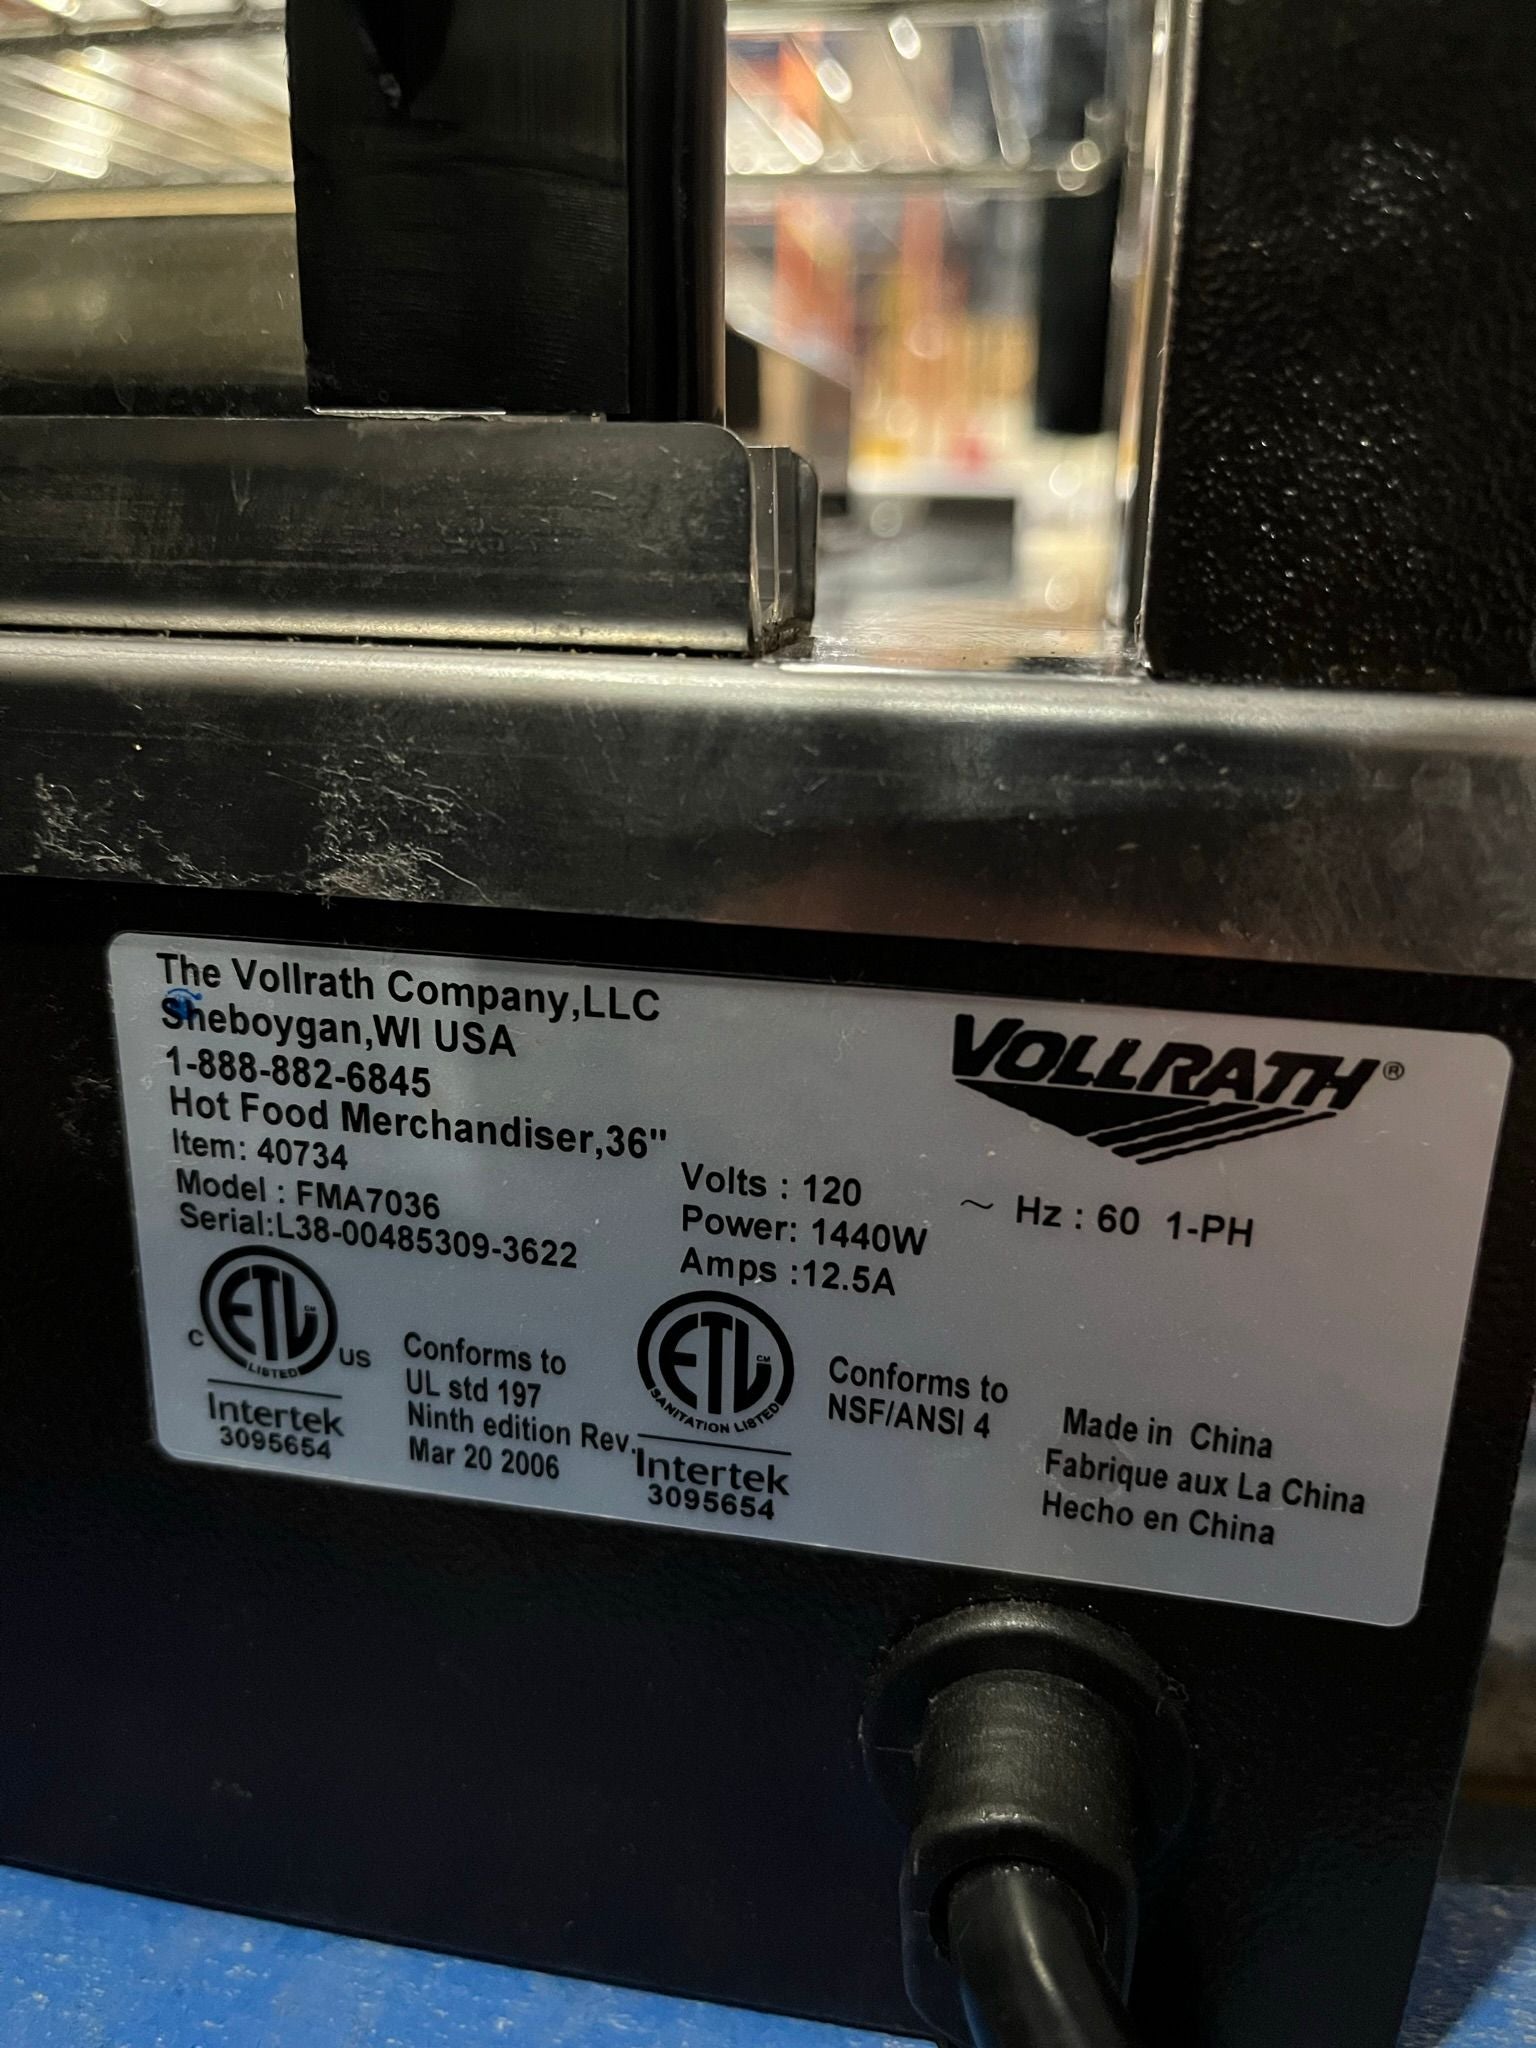 The Vollrath Company,LLC
Sheboygan,WI USA
1-888-882-6845
Hot Food Merchandiser,36"
Item: 40734
Model : FMA7036
Serial:L38-00485309-3622
VOLLRATH®
Volts : 120 ~ Hz : 60 1-PH
Power: 1440W
Amps :12.5A
ETL CM
LISTED
C US
Intertek
3095654
Conforms to
UL std 197
Ninth edition Rev.
Mar 20 2006
ETL CM
SANITATION LISTED
Intertek
3095654
Conforms to
NSF/ANSI 4
Made in China
Fabrique aux La China
Hecho en China